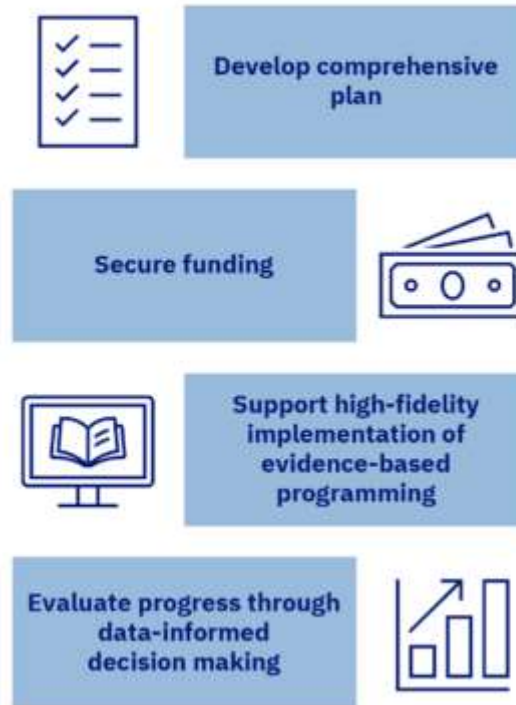 Develop comprehensive
plan
Secure funding
Support high-fidelity
implementation of
evidence-based
programming
Evaluate progress through
data-informed
decision making